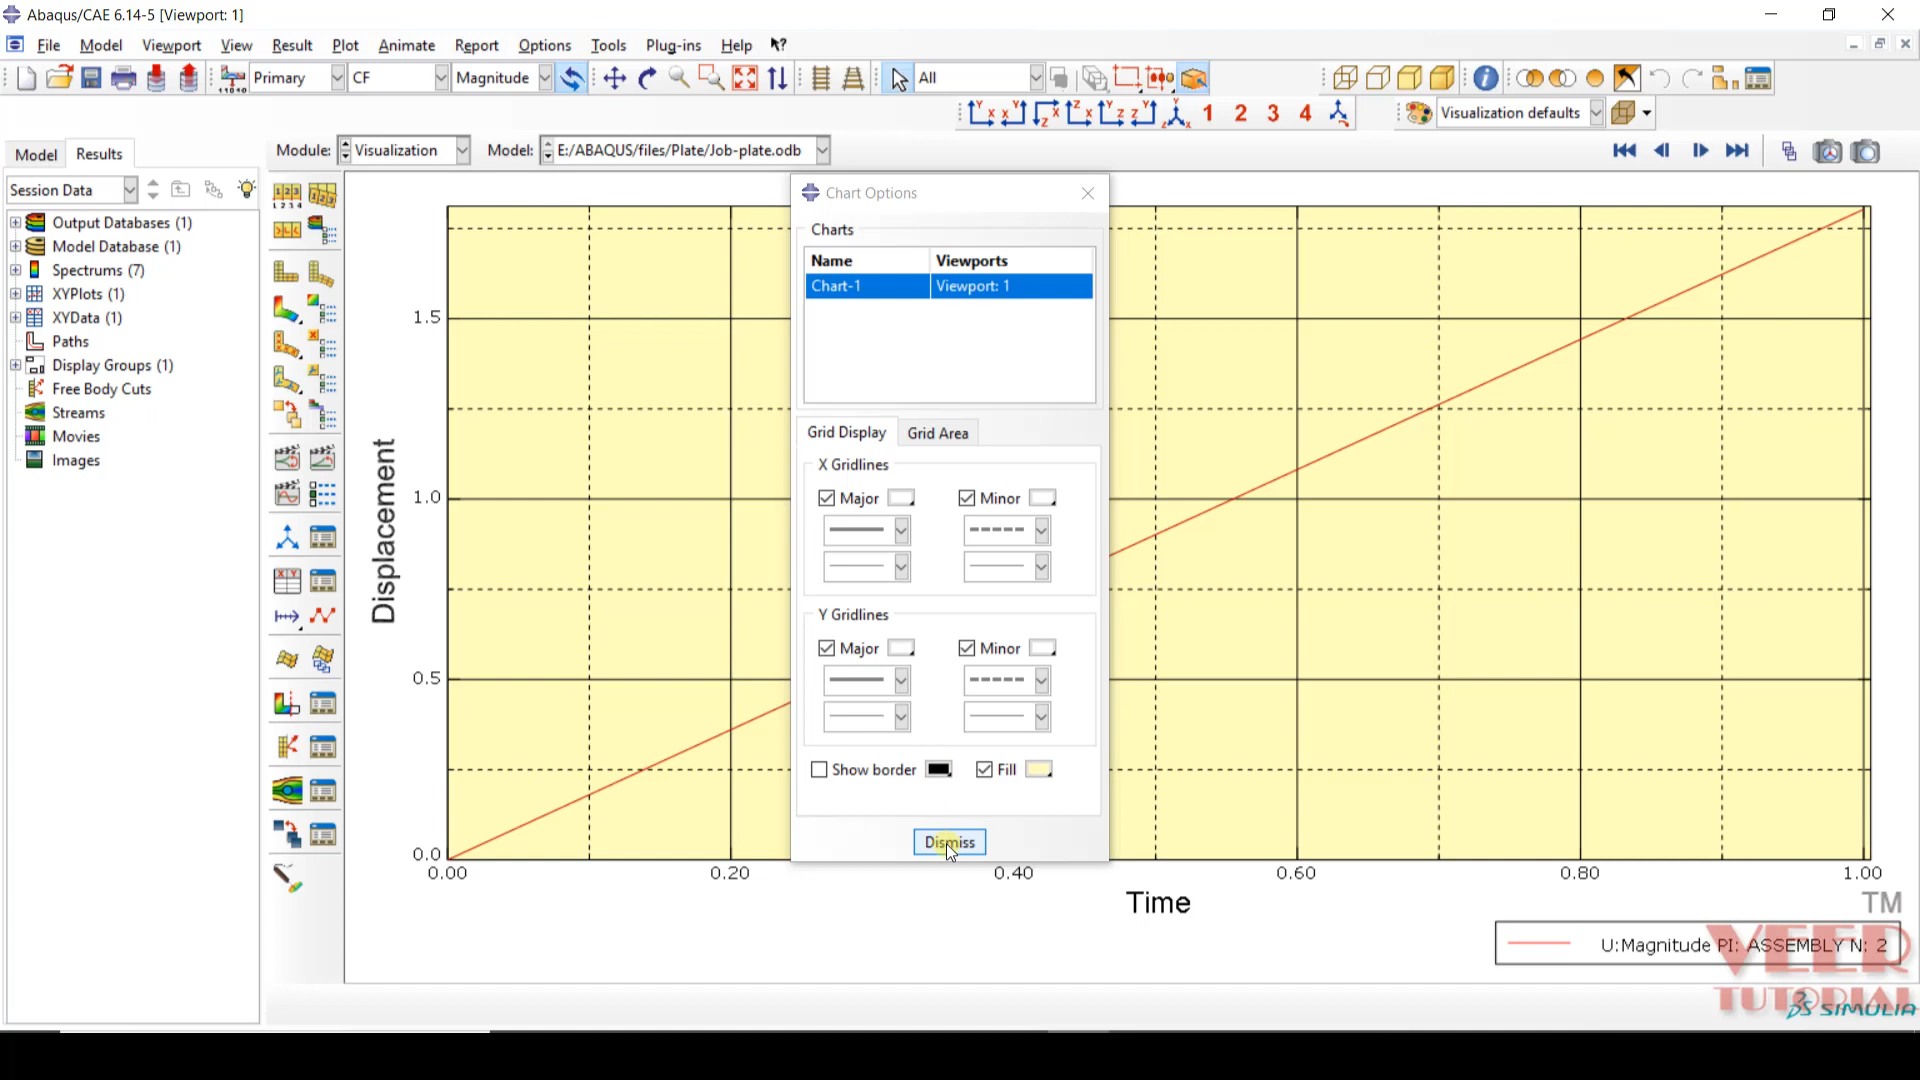 Abaqus/CAE 6.14-5 [Viewport: 1]
File Model Viewport View Result Plot Animate Report Options Tools Plug-ins Help
Primary CF Magnitude All
1 2 3 4 Visualization defaults
Model Results Module: Visualization Model: E:/ABAQUS/files/Plate/Job-plate.odb
Session Data
Output Databases (1)
Model Database (1)
Spectrums (7)
XYPlots (1)
XYData (1)
Paths
Display Groups (1)
Free Body Cuts
Streams
Movies
Images
Chart Options
Charts
Name Viewports
Chart-1 Viewport: 1
Grid Display Grid Area
X Gridlines
Major Minor
Y Gridlines
Major Minor
Show border Fill
Dismiss
Displacement
1.5
1.0
0.5
0.0
0.00 0.20 0.40 0.60 0.80 1.00
Time
U:Magnitude PI: ASSEMBLY N: 2
TM
VEER
TUTORIAL
SIMULIA